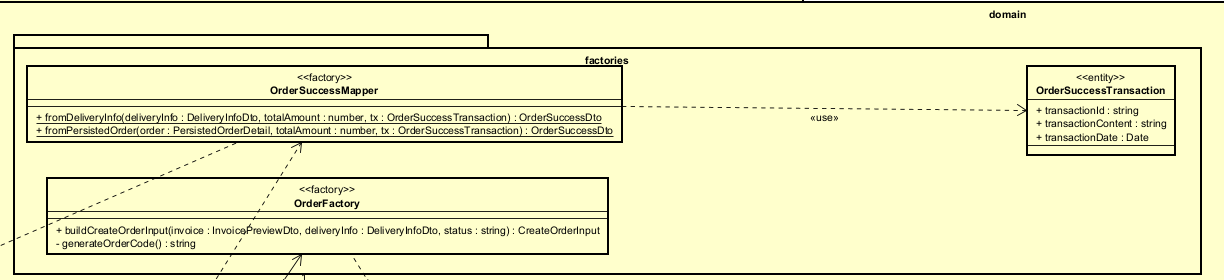 domain
factories
<<factory>>
OrderSuccessMapper
+ fromDeliveryInfo(deliveryInfo : DeliveryInfoDto, totalAmount : number, tx : OrderSuccessTransaction) : OrderSuccessDto
+ fromPersistedOrder(order : PersistedOrderDetail, totalAmount : number, tx : OrderSuccessTransaction) : OrderSuccessDto
«use»
<<entity>>
OrderSuccessTransaction
+ transactionId : string
+ transactionContent : string
+ transactionDate : Date
<<factory>>
OrderFactory
+ buildCreateOrderInput(invoice : InvoicePreviewDto, deliveryInfo : DeliveryInfoDto, status : string) : CreateOrderInput
- generateOrderCode() : string